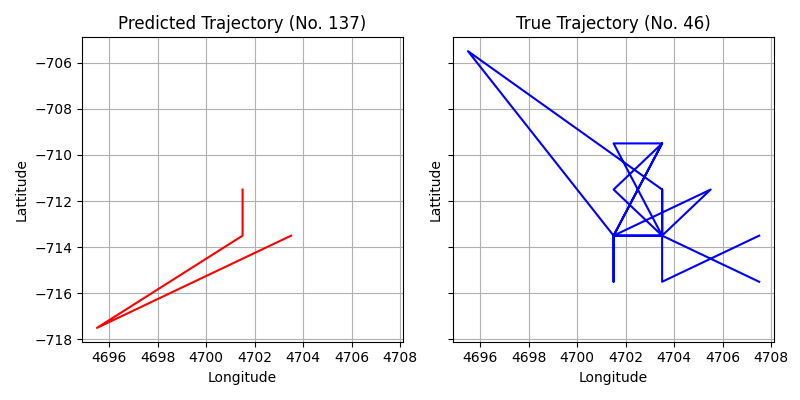 Predicted Trajectory (No. 137)
True Trajectory (No. 46)
Lattitude
−706
−708
−710
−712
−714
−716
−718
4696 4698 4700 4702 4704 4706 4708
Longitude
Lattitude
4696 4698 4700 4702 4704 4706 4708
Longitude